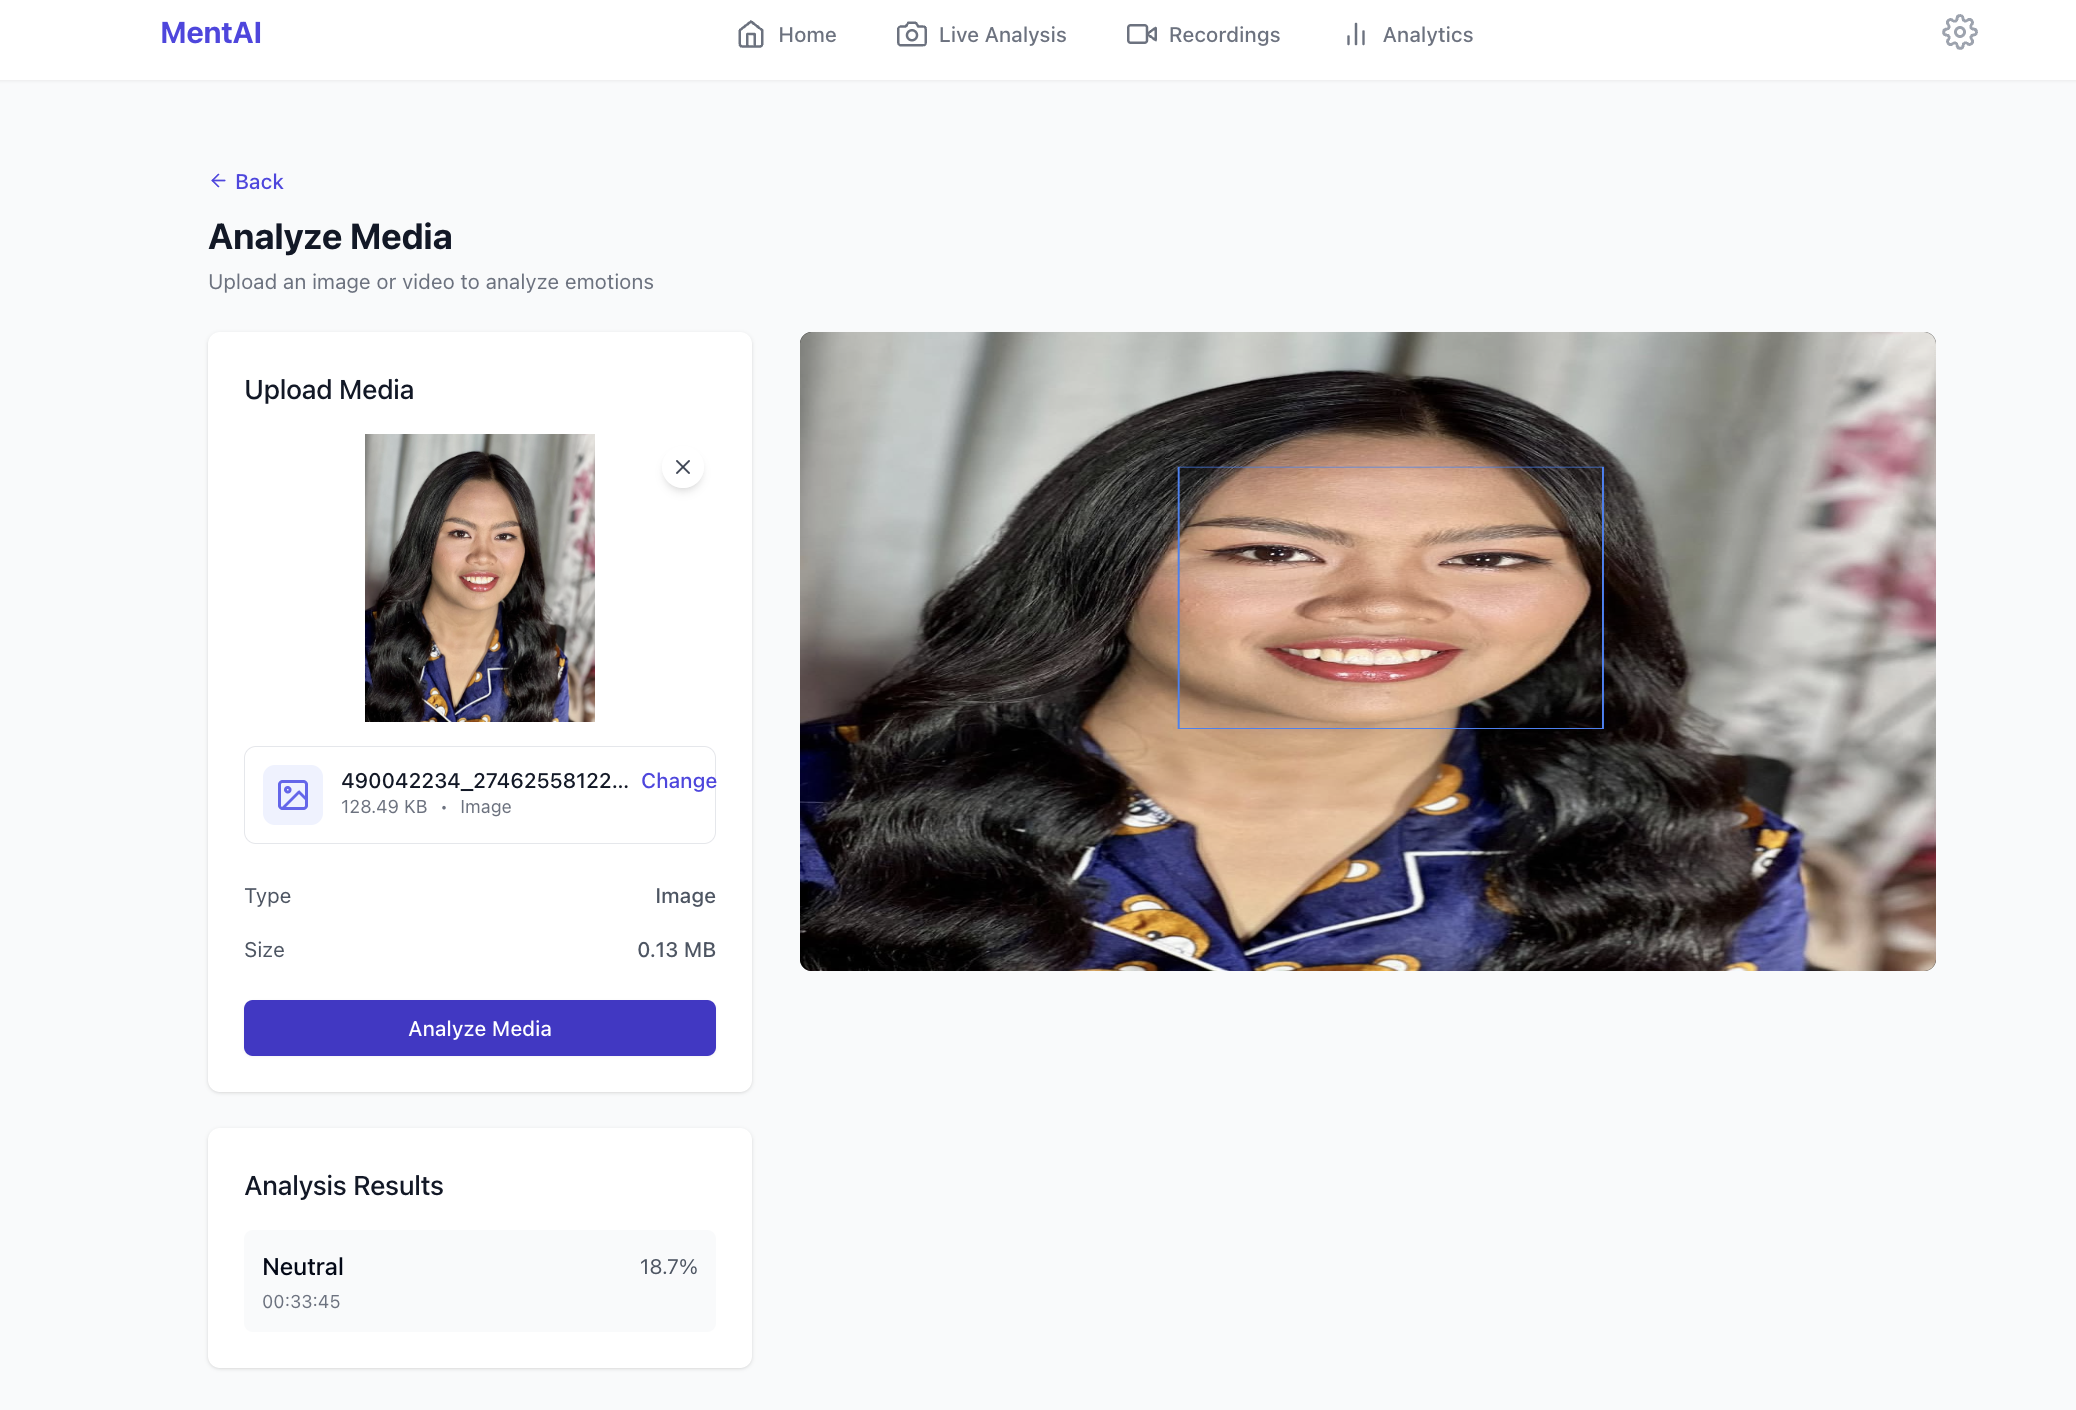 MentAI
Home
Live Analysis
Recordings
Analytics
← Back
Analyze Media
Upload an image or video to analyze emotions
Upload Media
490042234_27462558122...
Change
128.49 KB • Image
Type
Image
Size
0.13 MB
Analyze Media
Analysis Results
Neutral
18.7%
00:33:45